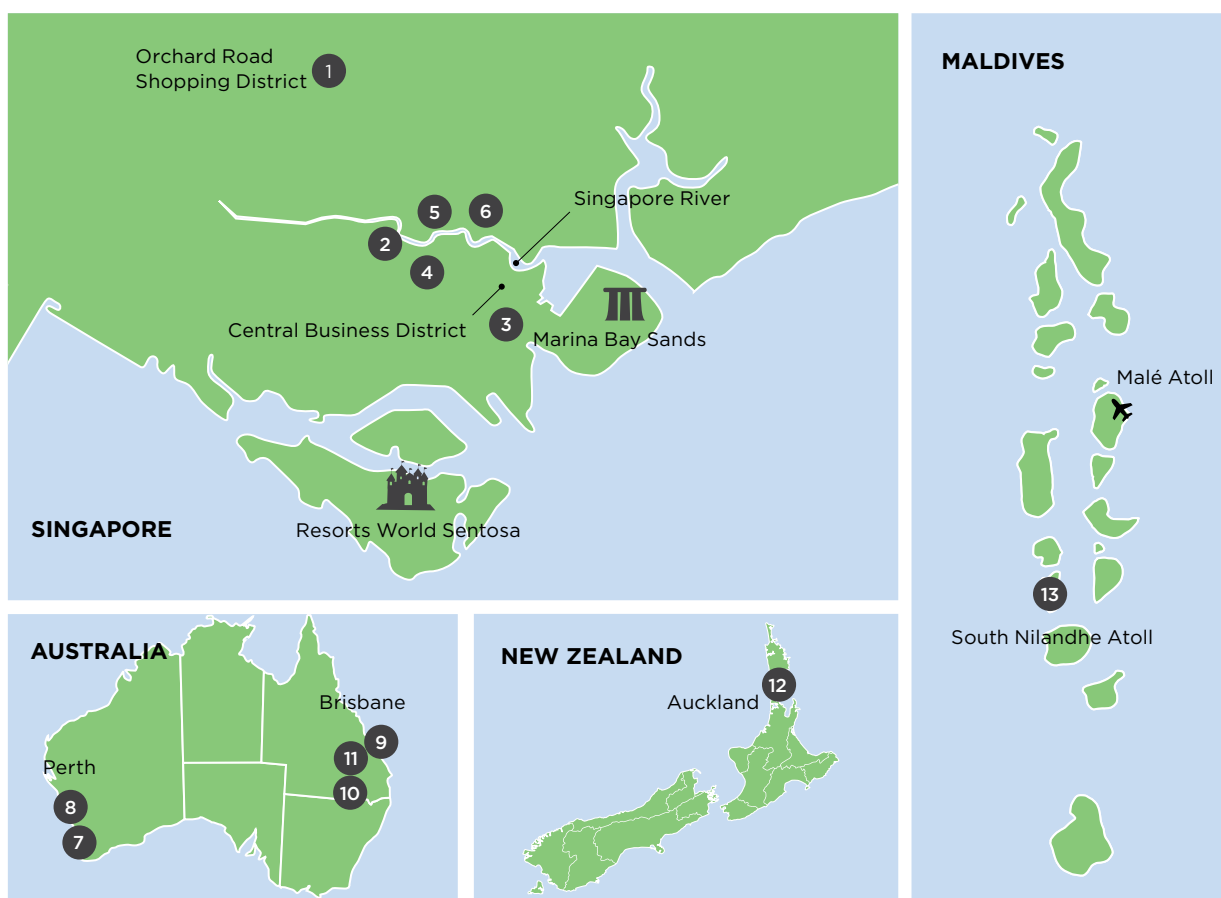 Orchard Road
Shopping District
1
5
6
Singapore River
2
4
Central Business District
3
Marina Bay Sands
SINGAPORE
Resorts World Sentosa
MALDIVES
Malé Atoll
13
South Nilandhe Atoll
AUSTRALIA
Brisbane
9
11
Perth
10
8
7
NEW ZEALAND
12
Auckland